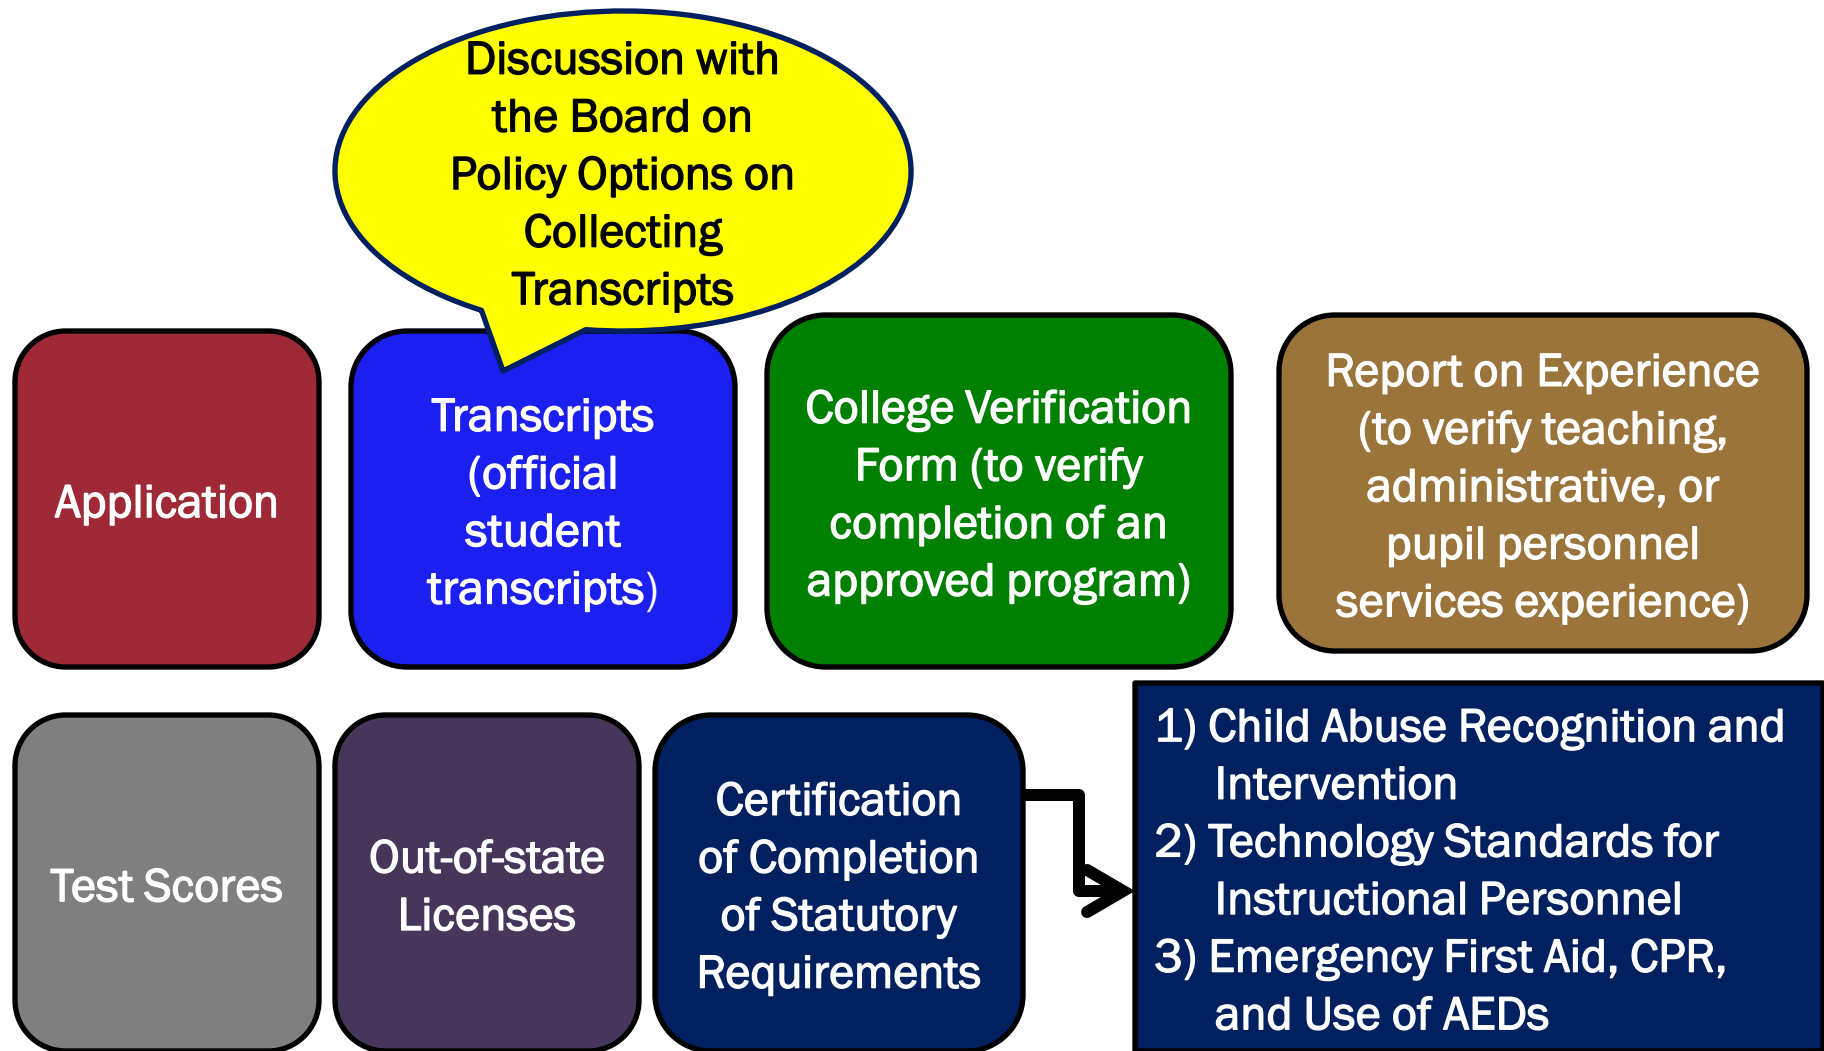 Discussion with
the Board on
Policy Options on
Collecting
Transcripts
Application
Transcripts
(official
student
transcripts)
College Verification
Form (to verify
completion of an
approved program)
Report on Experience
(to verify teaching,
administrative, or
pupil personnel
services experience)
Test Scores
Out-of-state
Licenses
Certification
of Completion
of Statutory
Requirements
1) Child Abuse Recognition and
Intervention
2) Technology Standards for
Instructional Personnel
3) Emergency First Aid, CPR,
and Use of AEDs